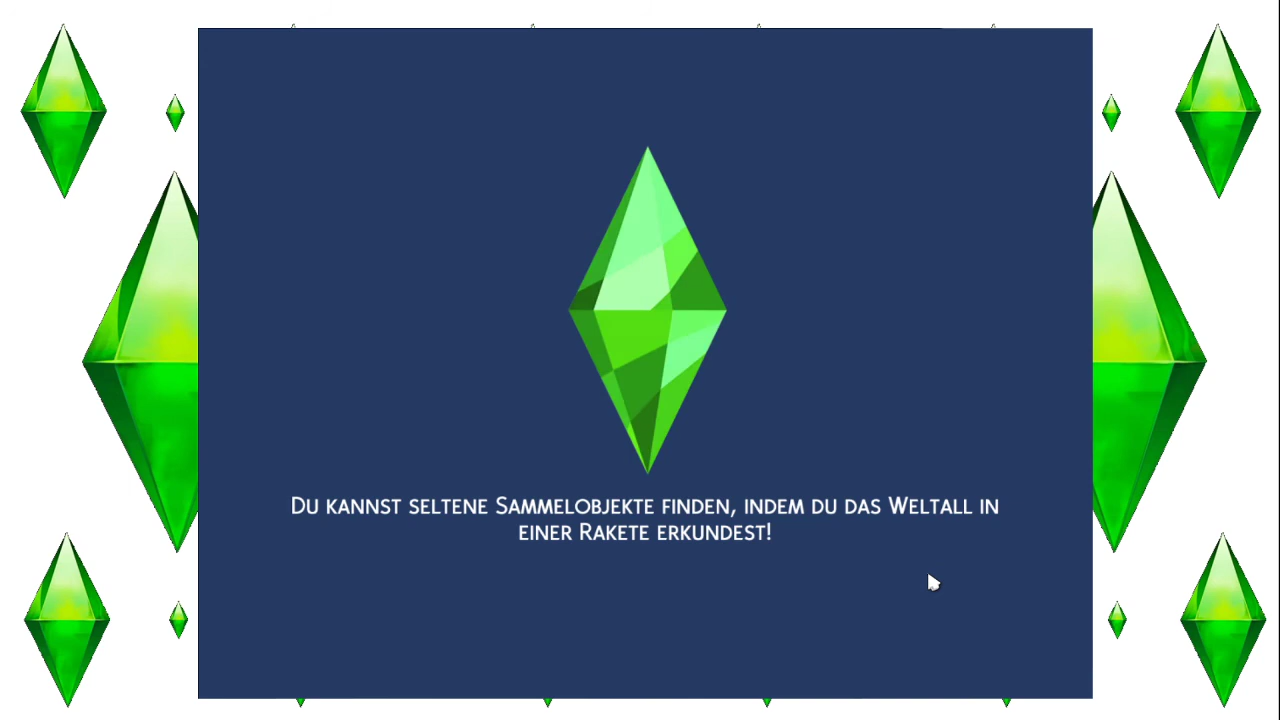 Du kannst seltene Sammelobjekte finden, indem du das Weltall in
einer Rakete erkundest!